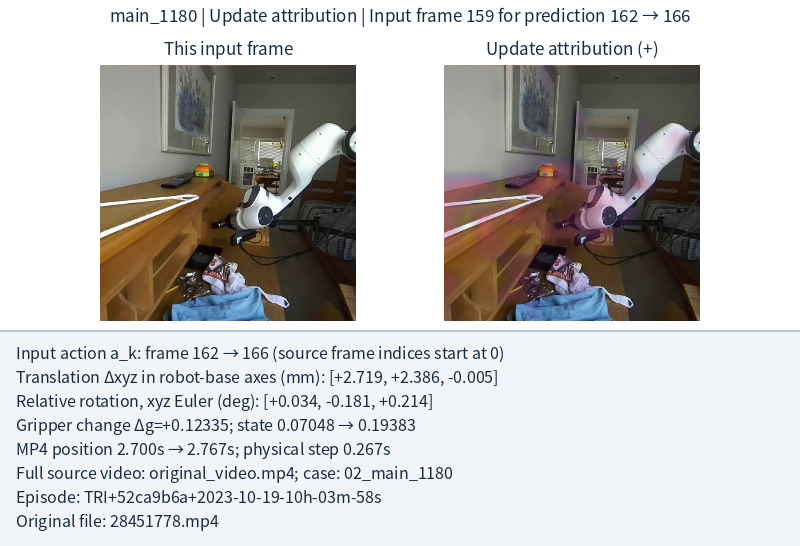 main_1180 | Update attribution | Input frame 159 for prediction 162 → 166
This input frame
Update attribution (+)
Input action a_k: frame 162 → 166 (source frame indices start at 0)
Translation Δxyz in robot-base axes (mm): [+2.719, +2.386, -0.005]
Relative rotation, xyz Euler (deg): [+0.034, -0.181, +0.214]
Gripper change Δg=+0.12335; state 0.07048 → 0.19383
MP4 position 2.700s → 2.767s; physical step 0.267s
Full source video: original_video.mp4; case: 02_main_1180
Episode: TRI+52ca9b6a+2023-10-19-10h-03m-58s
Original file: 28451778.mp4